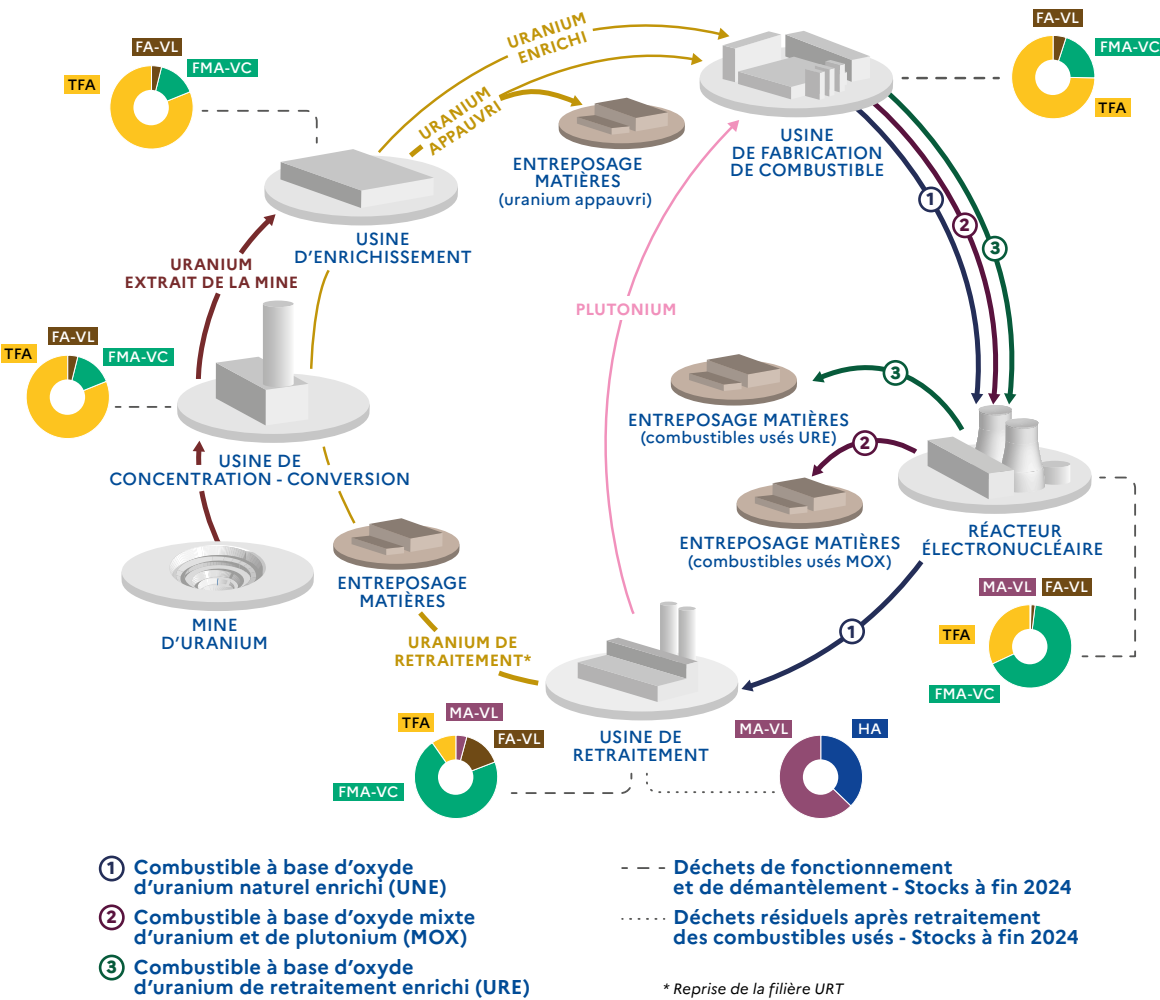 FA-VL
FMA-VC
TFA
URANIUM
ENRICHI
URANIUM
APPAUVRI
ENTREPOSAGE
MATIÈRES
(uranium appauvri)
USINE
DE FABRICATION
DE COMBUSTIBLE
FA-VL
FMA-VC
TFA
1
2
3
USINE
D'ENRICHISSEMENT
URANIUM
EXTRAIT DE LA MINE
PLUTONIUM
FA-VL
TFA
FMA-VC
3
ENTREPOSAGE MATIÈRES
(combustibles usés URE)
2
USINE DE
CONCENTRATION - CONVERSION
ENTREPOSAGE MATIÈRES
(combustibles usés MOX)
RÉACTEUR
ÉLECTRONUCLÉAIRE
ENTREPOSAGE
MATIÈRES
MINE
D'URANIUM
MA-VL
FA-VL
TFA
FMA-VC
1
URANIUM DE
RETRAITEMENT*
TFA
MA-VL
FA-VL
FMA-VC
USINE DE
RETRAITEMENT
MA-VL
HA
1 Combustible à base d'oxyde
d'uranium naturel enrichi (UNE)
2 Combustible à base d'oxyde mixte
d'uranium et de plutonium (MOX)
3 Combustible à base d'oxyde
d'uranium de retraitement enrichi (URE)
Déchets de fonctionnement
et de démantèlement - Stocks à fin 2024
Déchets résiduels après retraitement
des combustibles usés - Stocks à fin 2024
* Reprise de la filière URT